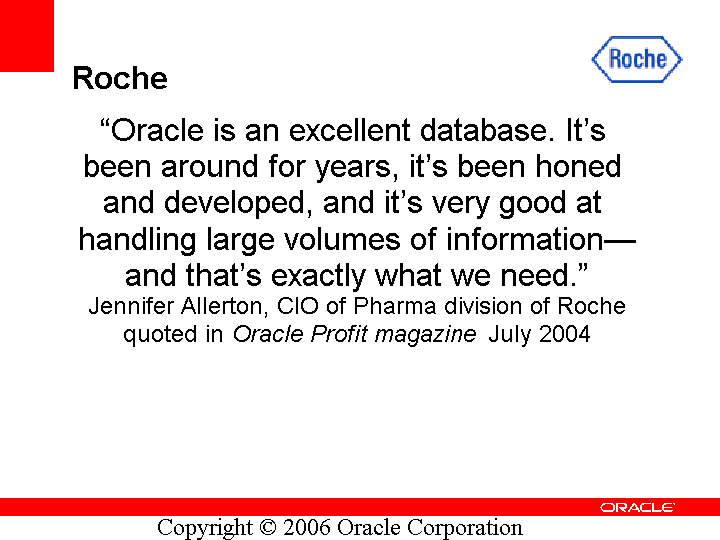 Roche
Roche
“Oracle is an excellent database. It’s
been around for years, it’s been honed
and developed, and it’s very good at
handling large volumes of information—
and that’s exactly what we need.”
Jennifer Allerton, CIO of Pharma division of Roche
quoted in Oracle Profit magazine July 2004
ORACLE
Copyright © 2006 Oracle Corporation